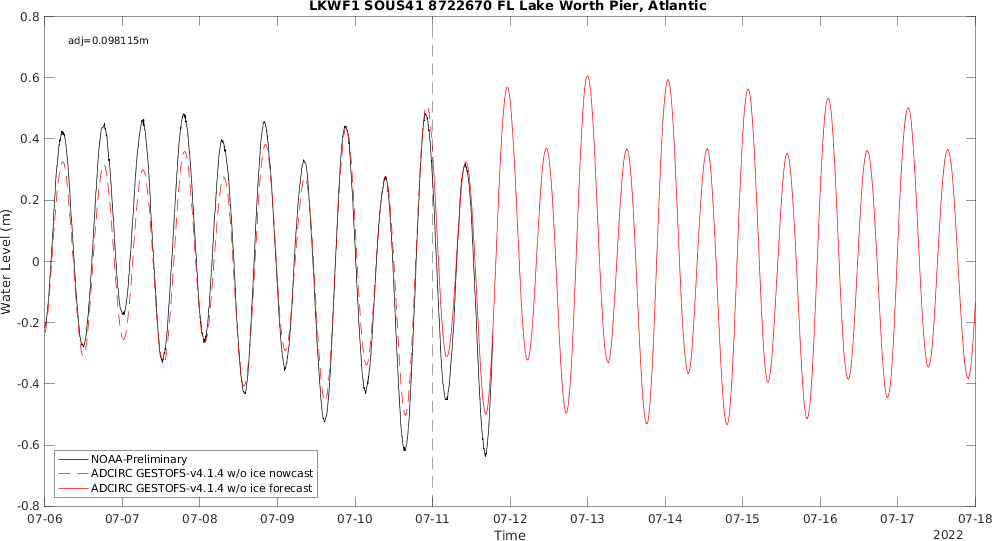 LKWF1 SOUS41 8722670 FL Lake Worth Pier, Atlantic
adj=0.098115m
0.8
0.6
0.4
0.2
0
-0.2
-0.4
-0.6
-0.8
Water Level (m)
NOAA-Preliminary
ADCIRC GESTOFS-v4.1.4 w/o ice nowcast
ADCIRC GESTOFS-v4.1.4 w/o ice forecast
07-06 07-07 07-08 07-09 07-10 07-11 07-12 07-13 07-14 07-15 07-16 07-17 07-18
Time
2022